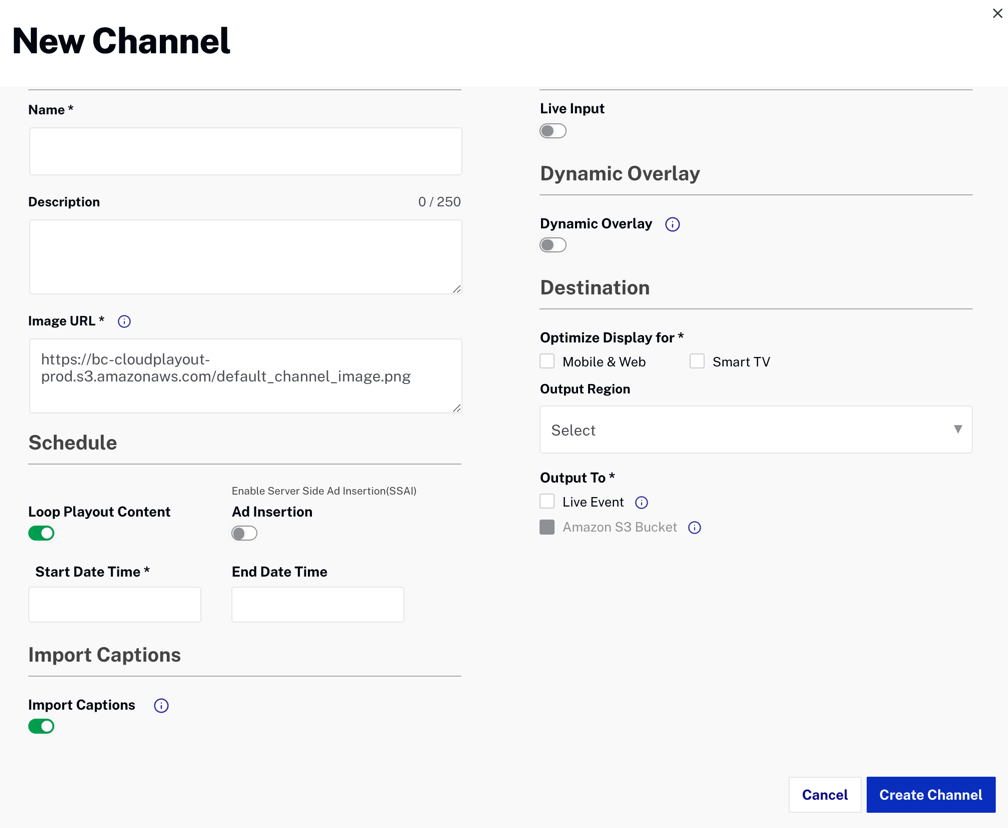 New Channel
Name *
Description 0 / 250
Image URL *
https://bc-cloudplayout-
prod.s3.amazonaws.com/default_channel_image.png
Schedule
Enable Server Side Ad Insertion(SSAI)
Loop Playout Content Ad Insertion
Start Date Time * End Date Time
Import Captions
Import Captions
Live Input
Dynamic Overlay
Dynamic Overlay
Destination
Optimize Display for *
Mobile & Web Smart TV
Output Region
Select
Output To *
Live Event
Amazon S3 Bucket
Cancel Create Channel